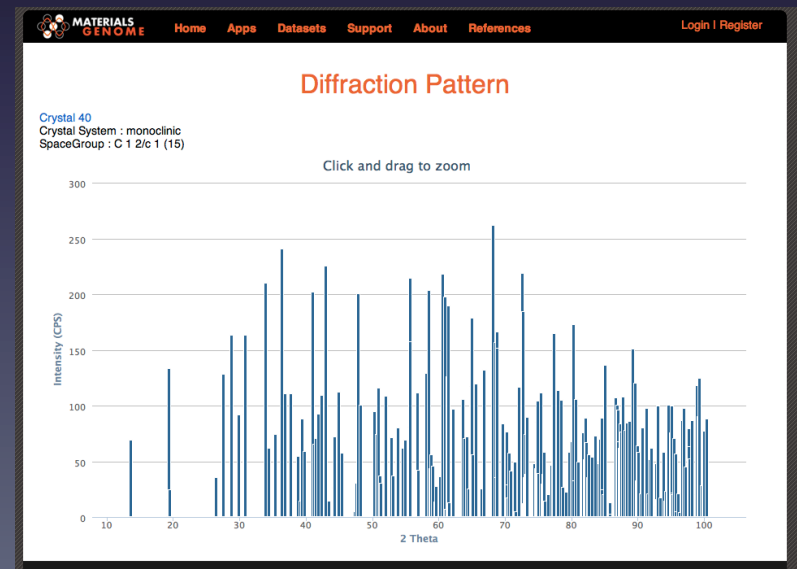 MATERIALS
GENOME
Home Apps Datasets Support About References
Login | Register
Diffraction Pattern
Crystal 40
Crystal System : monoclinic
SpaceGroup : C 1 2/c 1 (15)
Click and drag to zoom
300
250
200
150
100
50
0
Intensity (CPS)
10 20 30 40 50 60 70 80 90 100
2 Theta